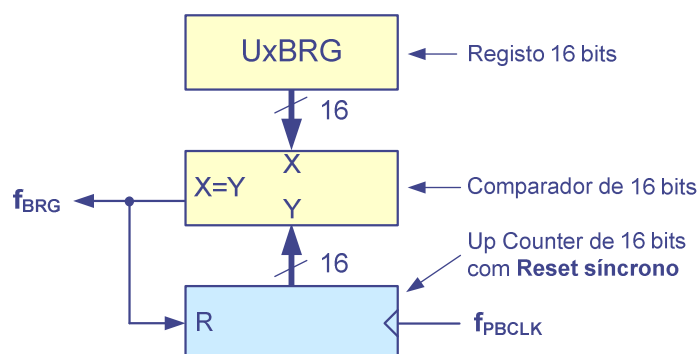 UxBRG
Registo 16 bits
16
X
X=Y
Y
fBRG
Comparador de 16 bits
16
Up Counter de 16 bits
com Reset síncrono
R
fPBCLK